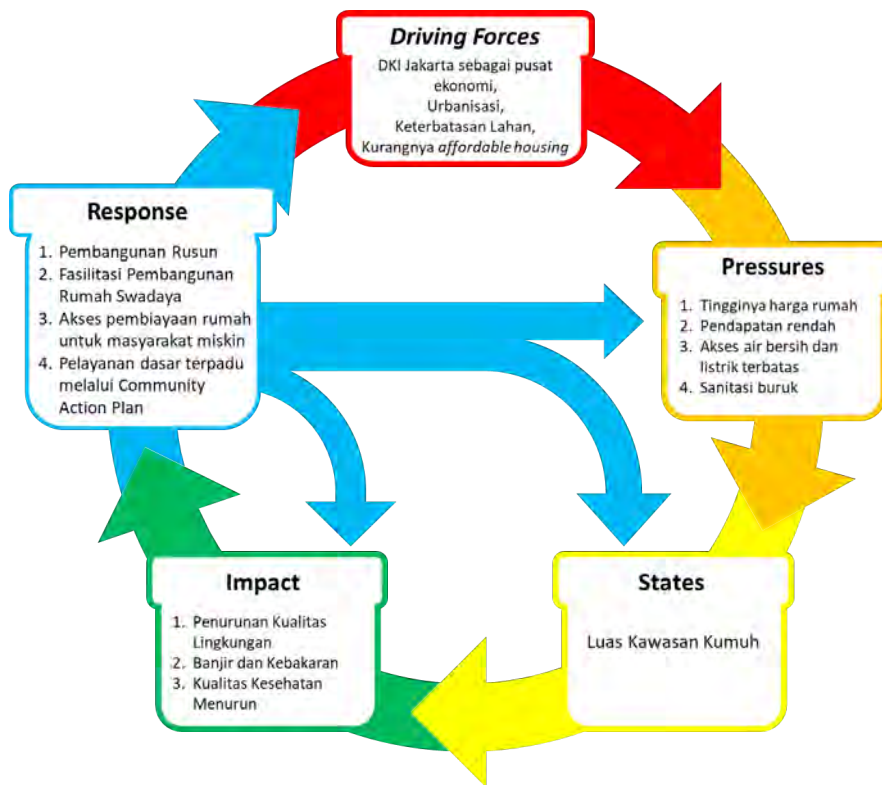 Driving Forces
DKI Jakarta sebagai pusat
ekonomi,
Urbanisasi,
Keterbatasan Lahan,
Kurangnya affordable housing
Response
1. Pembangunan Rusun
2. Fasilitasi Pembangunan
Rumah Swadaya
3. Akses pembiayaan rumah
untuk masyarakat miskin
4. Pelayanan dasar terpadu
melalui Community
Action Plan
Pressures
1. Tingginya harga rumah
2. Pendapatan rendah
3. Akses air bersih dan
listrik terbatas
4. Sanitasi buruk
Impact
1. Penurunan Kualitas
Lingkungan
2. Banjir dan Kebakaran
3. Kualitas Kesehatan
Menurun
States
Luas Kawasan Kumuh